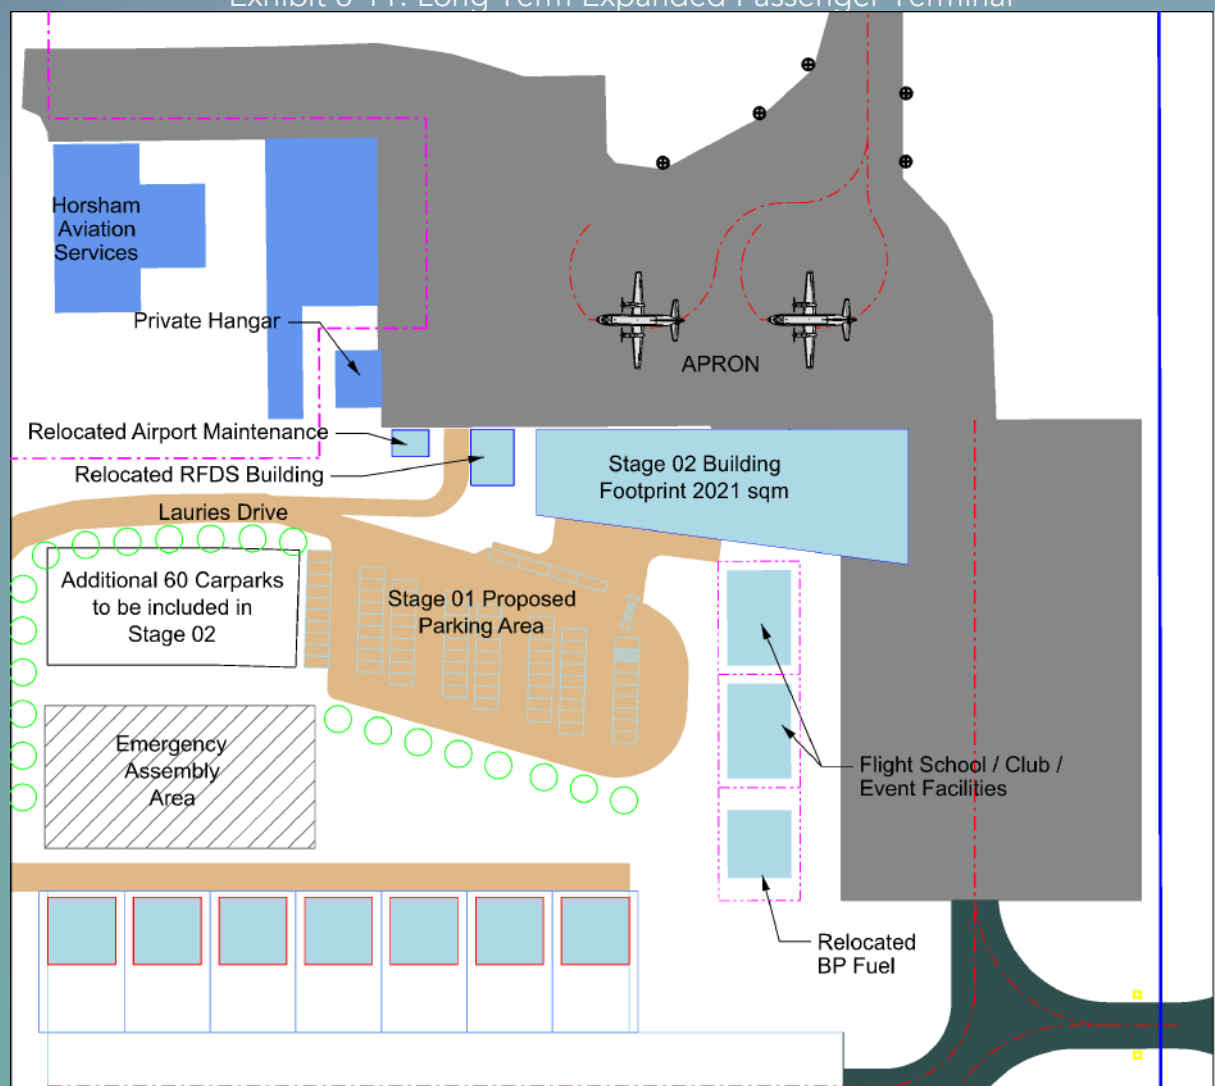 Horsham
Aviation
Services
Private Hangar
APRON
Relocated Airport Maintenance
Relocated RFDS Building
Stage 02 Building
Footprint 2021 sqm
Lauries Drive
Additional 60 Carparks
to be included in
Stage 02
Stage 01 Proposed
Parking Area
Emergency
Assembly
Area
Flight School / Club /
Event Facilities
Relocated
BP Fuel